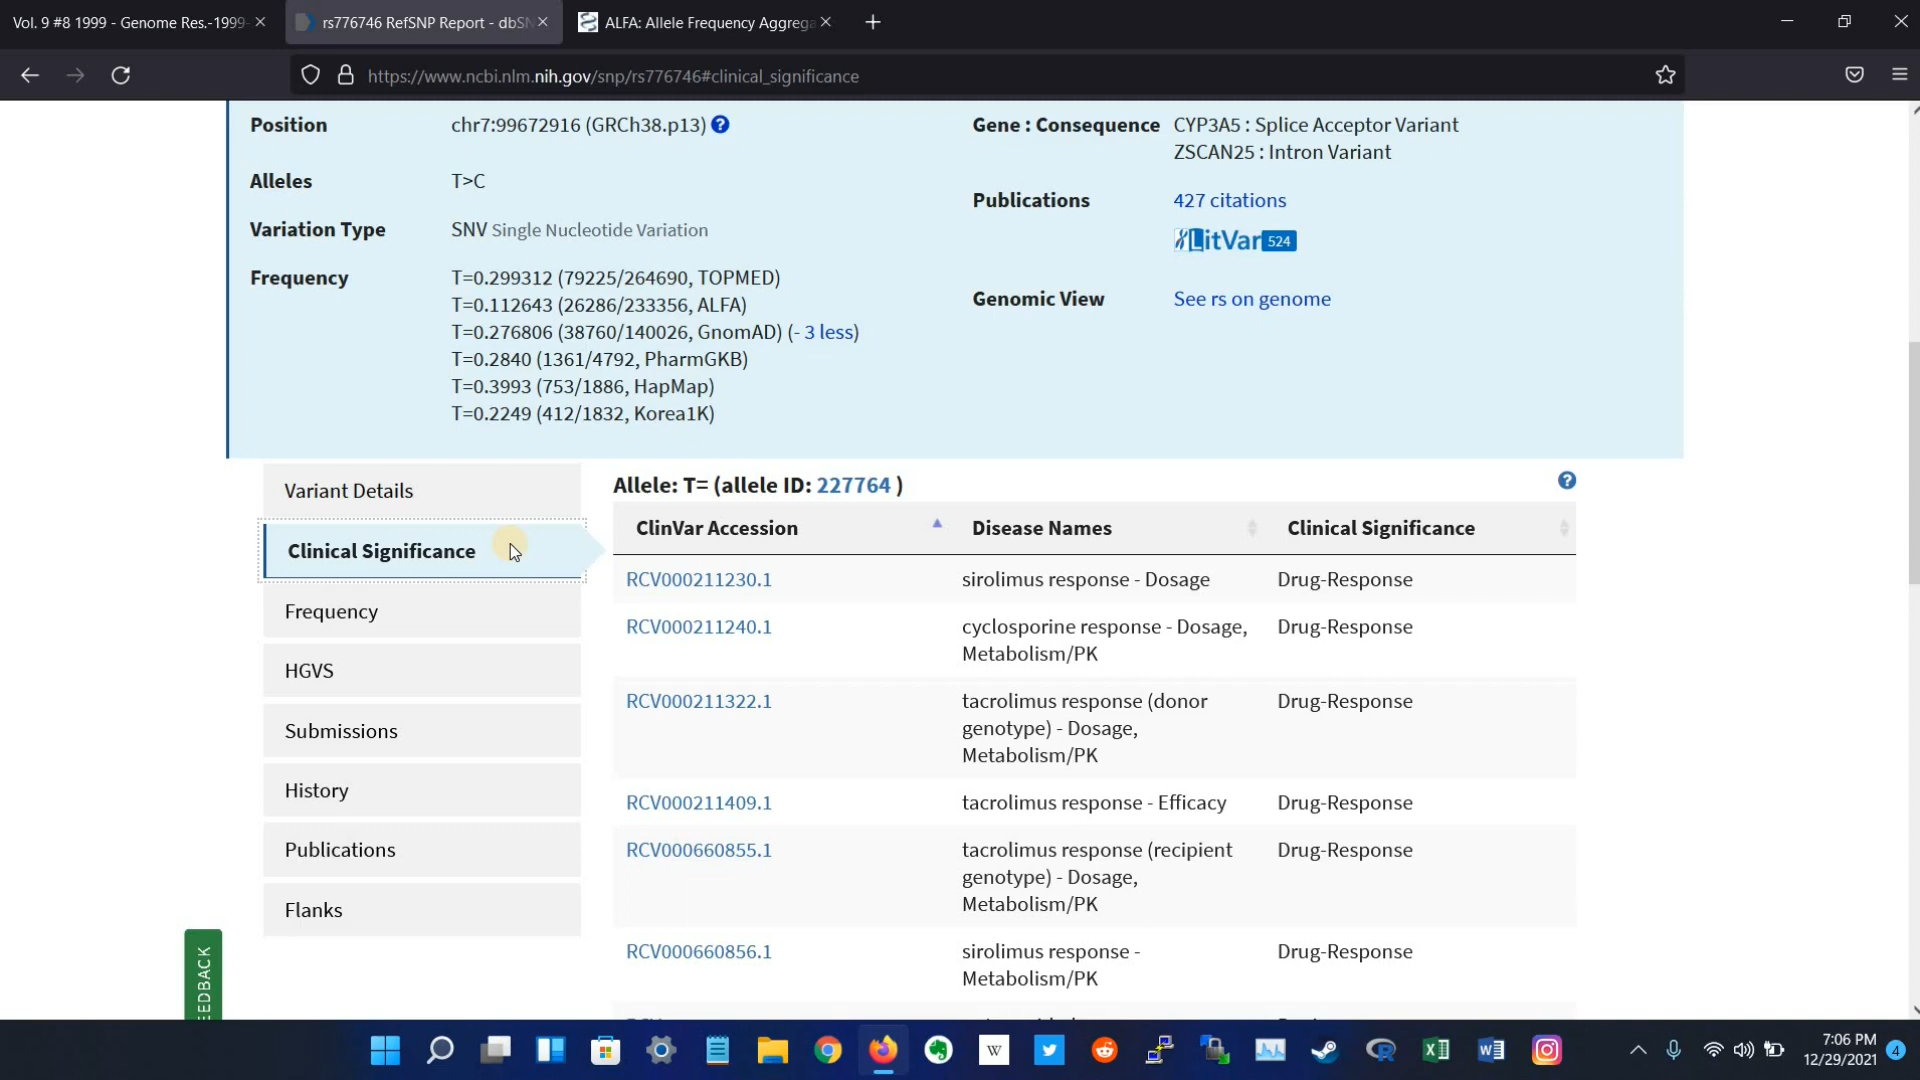 Vol. 9 #8 1999 - Genome Res.-1999-
rs776746 RefSNP Report - dbSN
ALFA: Allele Frequency Aggrega
https://www.ncbi.nlm.nih.gov/snp/rs776746#clinical_significance
Position
chr7:99672916 (GRCh38.p13)
Gene : Consequence
CYP3A5 : Splice Acceptor Variant
ZSCAN25 : Intron Variant
Alleles
T>C
Publications
427 citations
Variation Type
SNV Single Nucleotide Variation
LitVar 524
Frequency
T=0.299312 (79225/264690, TOPMED)
T=0.112643 (26286/233356, ALFA)
T=0.276806 (38760/140026, GnomAD) (- 3 less)
T=0.2840 (1361/4792, PharmGKB)
T=0.3993 (753/1886, HapMap)
T=0.2249 (412/1832, Korea1K)
Genomic View
See rs on genome
Variant Details
Clinical Significance
Frequency
HGVS
Submissions
History
Publications
Flanks
Allele: T= (allele ID: 227764 )
?
ClinVar Accession
Disease Names
Clinical Significance
RCV000211230.1
sirolimus response - Dosage
Drug-Response
RCV000211240.1
cyclosporine response - Dosage,
Metabolism/PK
Drug-Response
RCV000211322.1
tacrolimus response (donor
genotype) - Dosage,
Metabolism/PK
Drug-Response
RCV000211409.1
tacrolimus response - Efficacy
Drug-Response
RCV000660855.1
tacrolimus response (recipient
genotype) - Dosage,
Metabolism/PK
Drug-Response
RCV000660856.1
sirolimus response -
Metabolism/PK
Drug-Response
EEDBACK
W
7:06 PM
12/29/2021
4